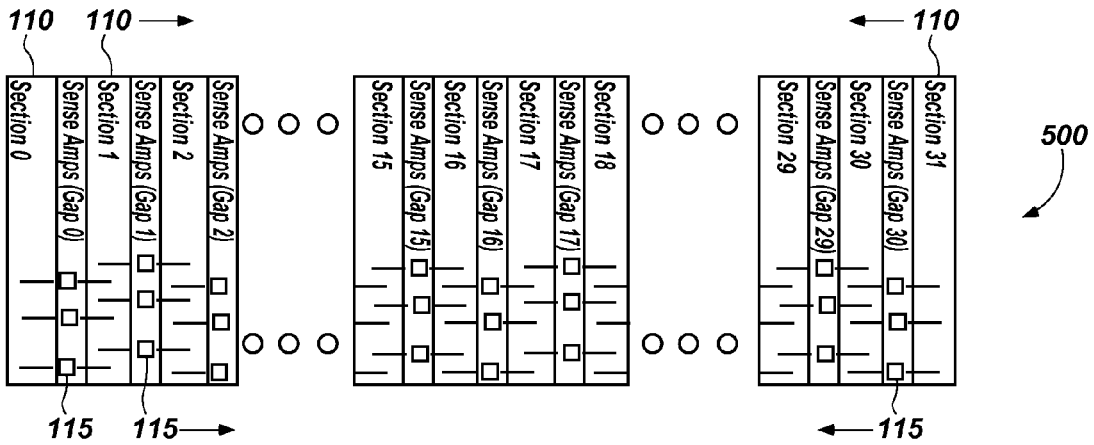 110
110
110
Section 0
Sense Amps (Gap 0)
Section 1
Sense Amps (Gap 1)
Section 2
Sense Amps (Gap 2)
Section 15
Sense Amps (Gap 15)
Section 16
Sense Amps (Gap 16)
Section 17
Sense Amps (Gap 17)
Section 18
Section 29
Sense Amps (Gap 29)
Section 30
Sense Amps (Gap 30)
Section 31
500
115
115
115